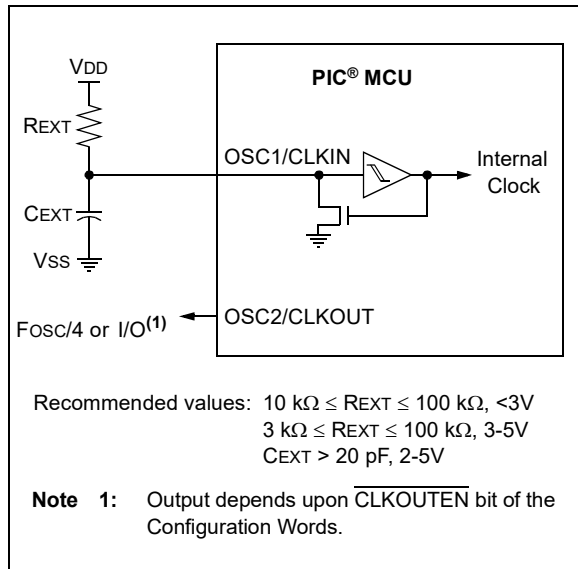 VDD
PIC® MCU
REXT
OSC1/CLKIN
Internal
Clock
CEXT
VSS
OSC2/CLKOUT
FOSC/4 or I/O(1)
Recommended values: 10 kΩ ≤ REXT ≤ 100 kΩ, <3V
3 kΩ ≤ REXT ≤ 100 kΩ, 3-5V
CEXT > 20 pF, 2-5V
Note 1: Output depends upon C̅L̅K̅O̅U̅T̅E̅N̅ bit of the
Configuration Words.